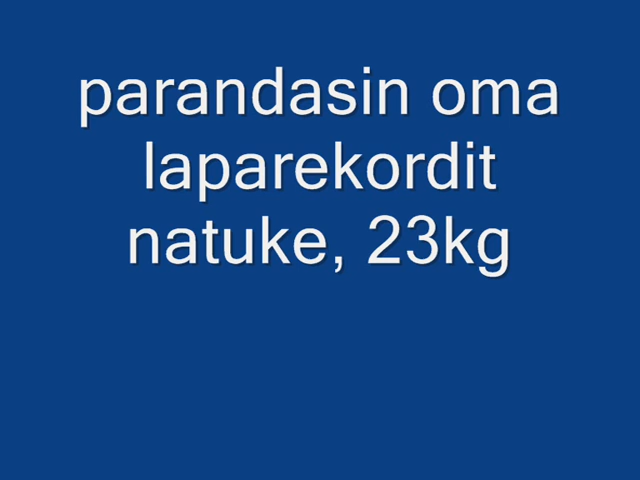 parandasin oma
laparekordit
natuke, 23kg